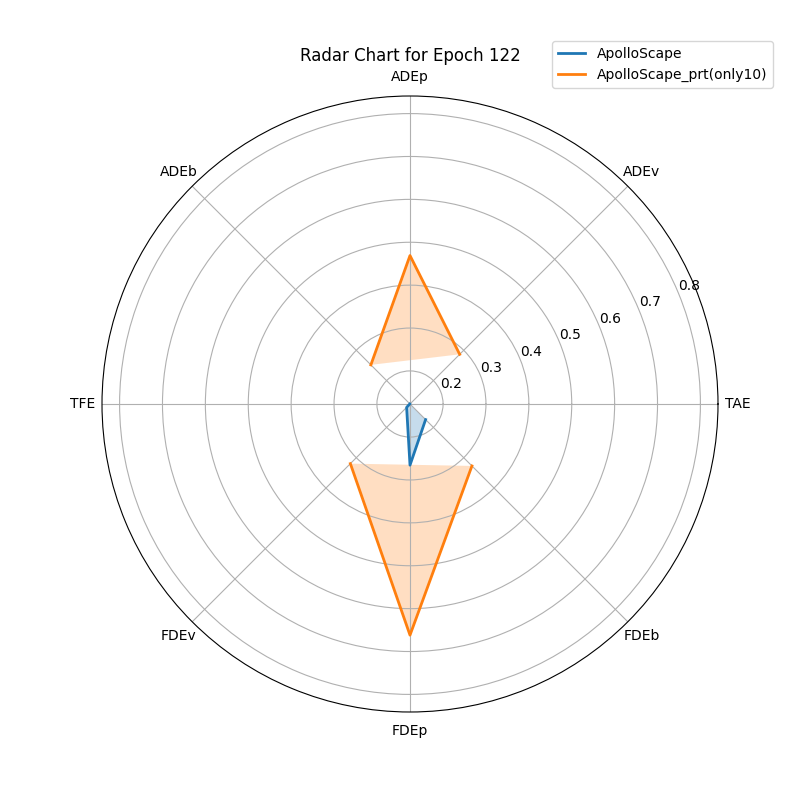 Radar Chart for Epoch 122
ApolloScape
ApolloScape_prt(only10)
ADEp
ADEb
ADEv
0.8
0.7
0.6
0.5
0.4
0.3
0.2
TFE
TAE
FDEv
FDEb
FDEp